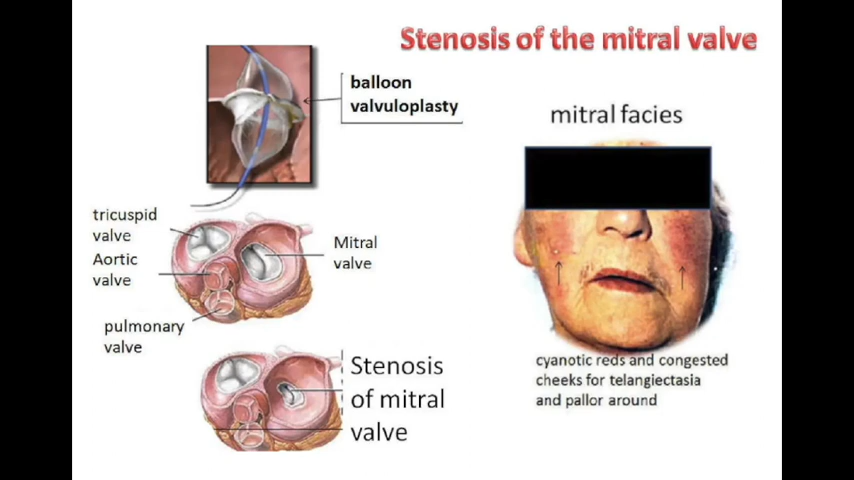 Stenosis of the mitral valve
balloon
valvuloplasty
mitral facies
tricuspid
valve
Aortic
valve
Mitral
valve
pulmonary
valve
Stenosis
of mitral
valve
cyanotic reds and congested
cheeks for telangiectasia
and pallor around